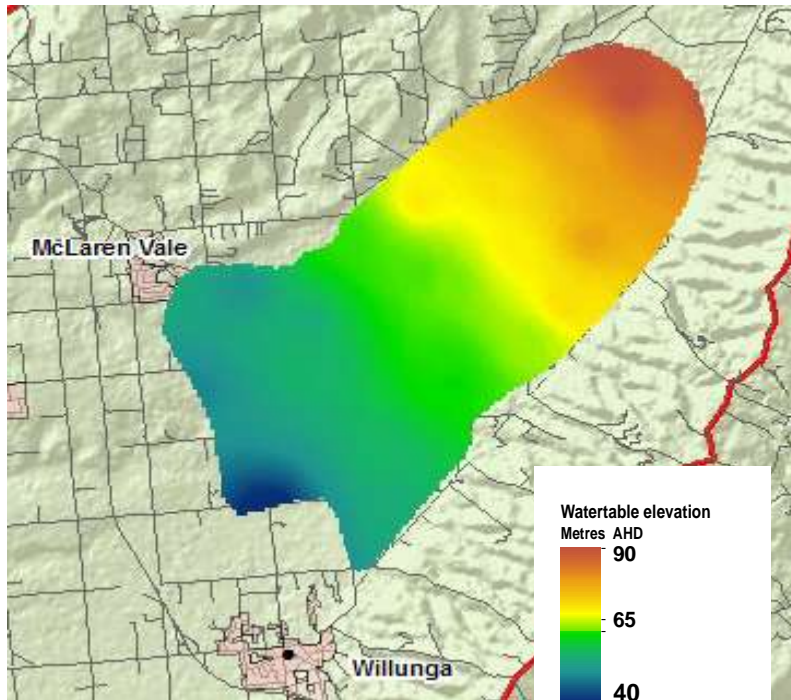 McLaren Vale
Watertable elevation
Metres AHD
90
65
40
Willunga